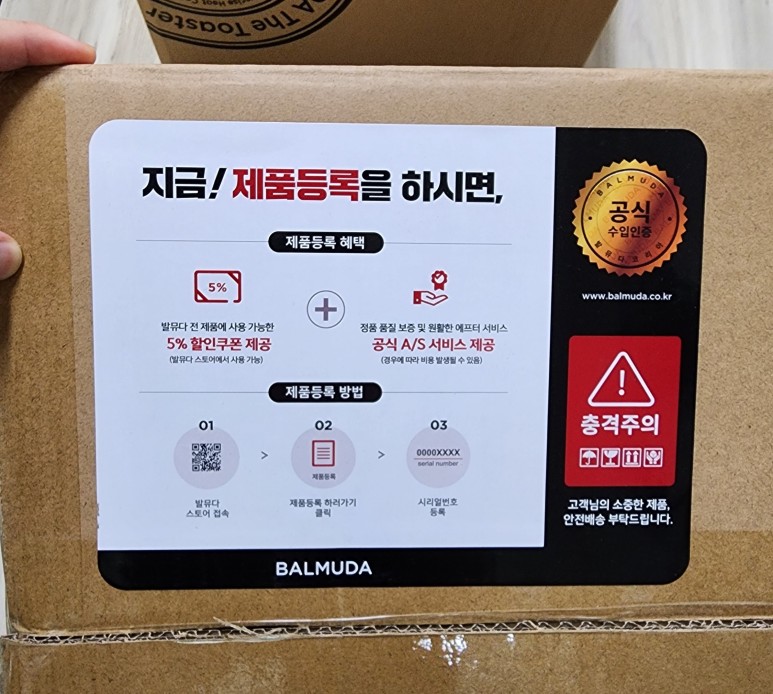 The Toaster
지금! 제품등록을 하시면,
제품등록 혜택
5%
발뮤다 전 제품에 사용 가능한
5% 할인쿠폰 제공
(발뮤다 스토어에서 사용 가능)
정품 품질 보증 및 원활한 에프터 서비스
공식 A/S 서비스 제공
(경우에 따라 비용 발생될 수 있음)
제품등록 방법
01
발뮤다
스토어 접속
>
02
제품등록
제품등록 하러가기
클릭
>
03
0000XXXX
serial number
시리얼번호
등록
BALMUDA
BALMUDA
공식
수입인증
발뮤다코리아
www.balmuda.co.kr
충격주의
고객님의 소중한 제품,
안전배송 부탁드립니다.